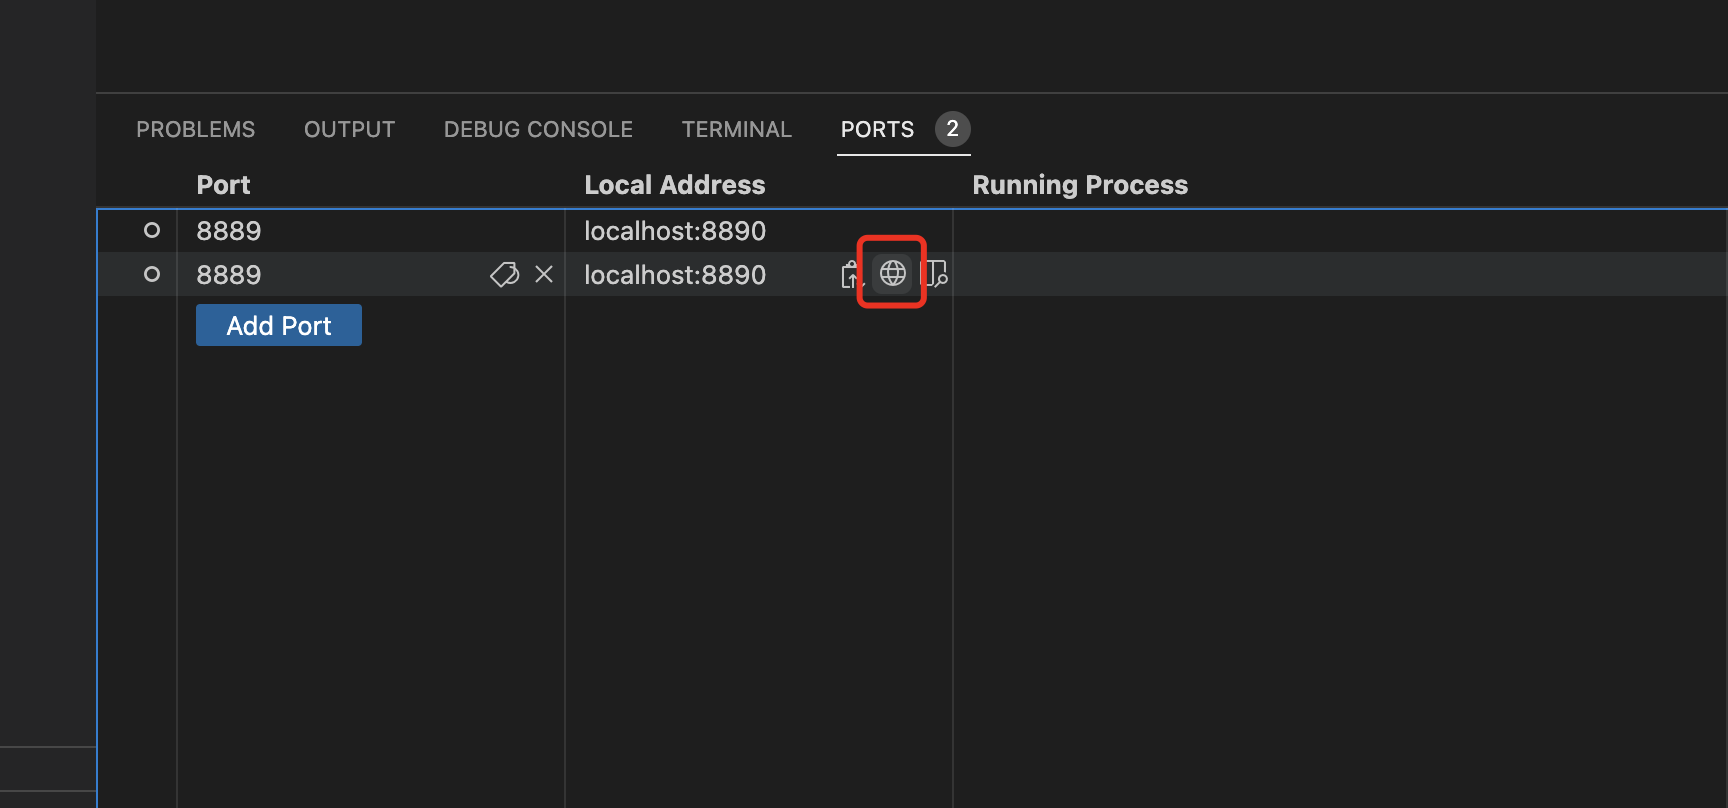 PROBLEMS OUTPUT DEBUG CONSOLE TERMINAL PORTS 2
Port Local Address Running Process
8889 localhost:8890
8889 localhost:8890
Add Port